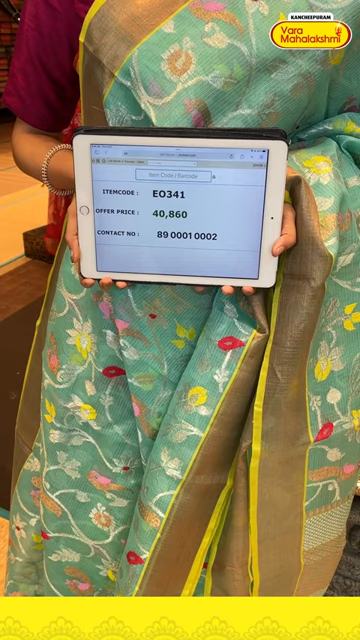 KANCHEEPURAM
Vara
Mahalakshmi
Item Code / Barcode
ITEMCODE : EO341
OFFER PRICE : 40,860
CONTACT NO : 89 0001 0002